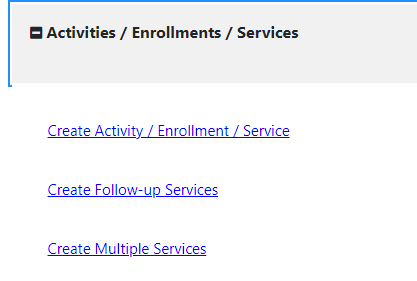 Activities / Enrollments / Services
Create Activity / Enrollment / Service
Create Follow-up Services
Create Multiple Services